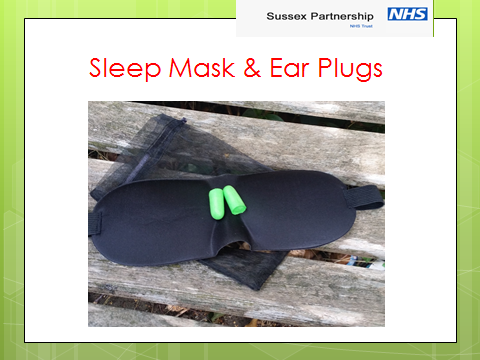 Sussex Partnership NHS
NHS Trust
Sleep Mask & Ear Plugs